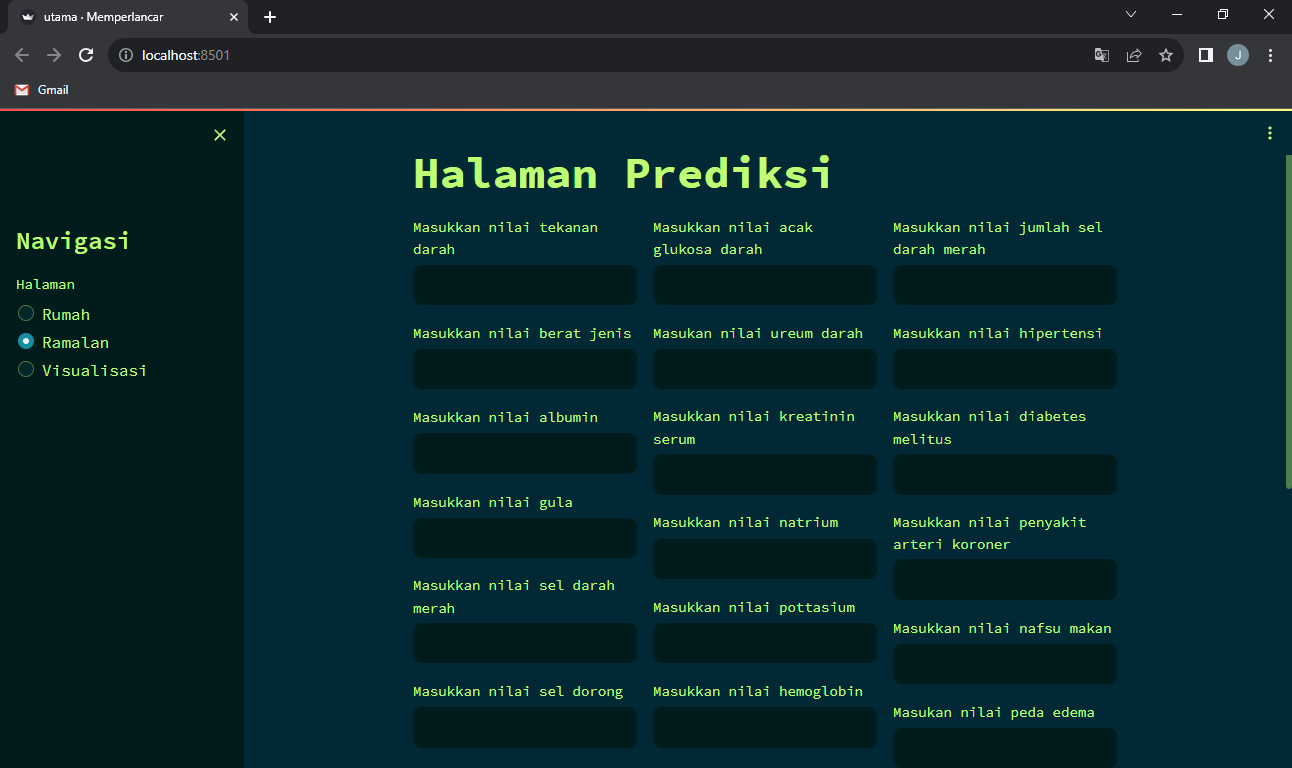 utama · Memperlancar
localhost:8501
J
Gmail
Navigasi
Halaman
Rumah
Ramalan
Visualisasi
Halaman Prediksi
Masukkan nilai tekanan
darah
Masukkan nilai berat jenis
Masukkan nilai albumin
Masukkan nilai gula
Masukkan nilai sel darah
merah
Masukkan nilai sel dorong
Masukkan nilai acak
glukosa darah
Masukan nilai ureum darah
Masukkan nilai kreatinin
serum
Masukkan nilai natrium
Masukkan nilai pottasium
Masukkan nilai hemoglobin
Masukkan nilai jumlah sel
darah merah
Masukkan nilai hipertensi
Masukkan nilai diabetes
melitus
Masukkan nilai penyakit
arteri koroner
Masukkan nilai nafsu makan
Masukan nilai peda edema